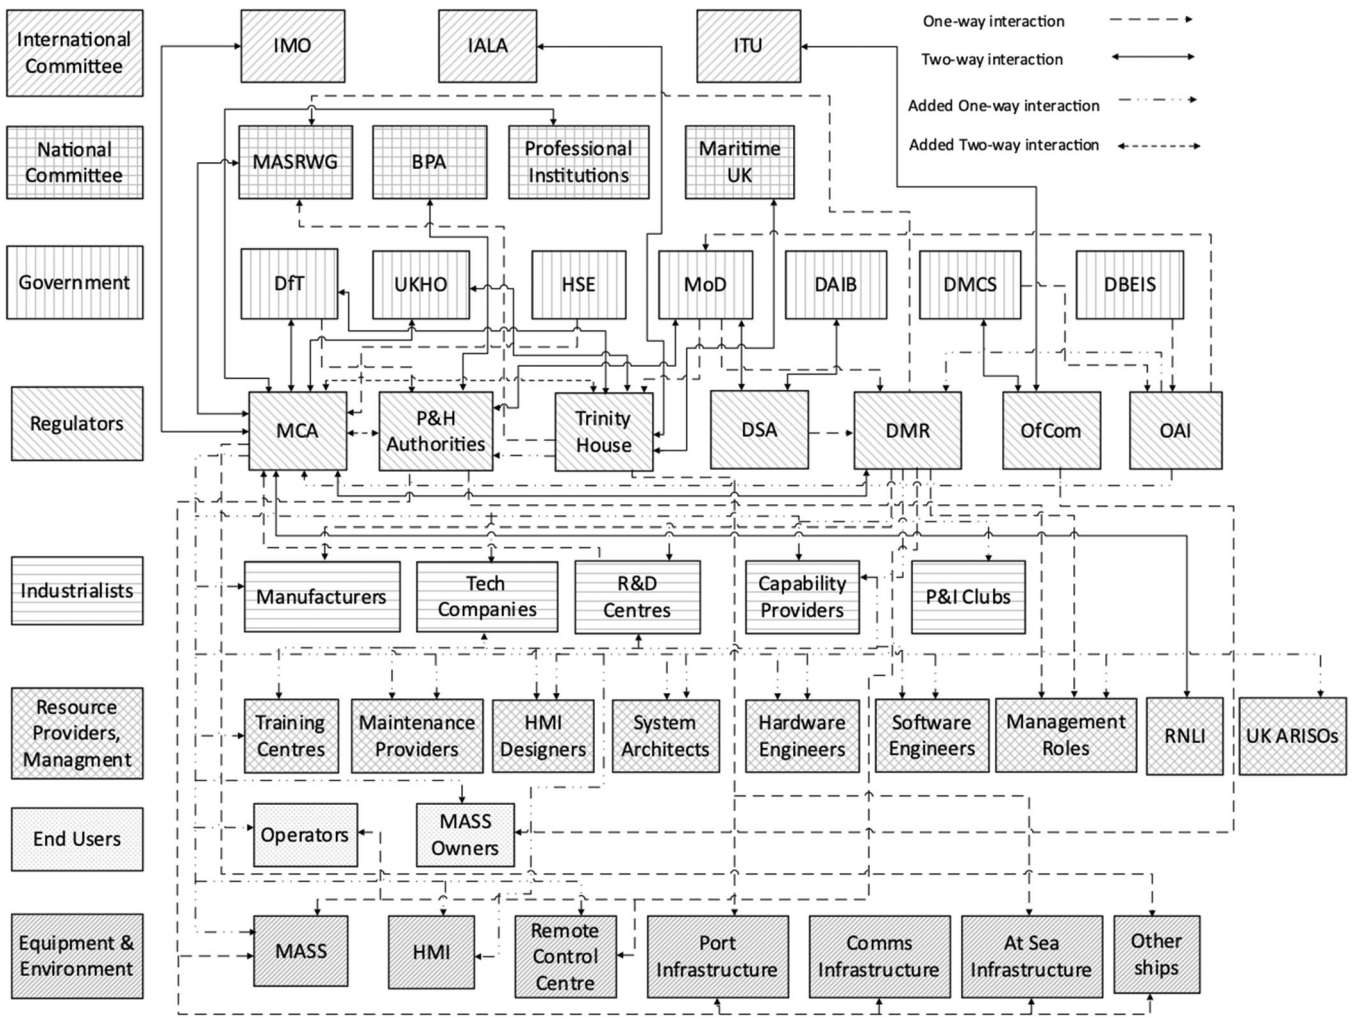 International
Committee
IMO
IALA
ITU
One-way interaction
Two-way interaction
Added One-way interaction
Added Two-way interaction
National
Committee
MASRWG
BPA
Professional
Institutions
Maritime
UK
Government
DfT
UKHO
HSE
MoD
DAIB
DMCS
DBEIS
Regulators
MCA
P&H
Authorities
Trinity
House
DSA
DMR
OfCom
OAI
Industrialists
Manufacturers
Tech
Companies
R&D
Centres
Capability
Providers
P&I Clubs
Resource
Providers,
Managment
Training
Centres
Maintenance
Providers
HMI
Designers
System
Architects
Hardware
Engineers
Software
Engineers
Management
Roles
RNLI
UK ARISOs
End Users
Operators
MASS
Owners
Equipment &
Environment
MASS
HMI
Remote
Control
Centre
Port
Infrastructure
Comms
Infrastructure
At Sea
Infrastructure
Other
ships